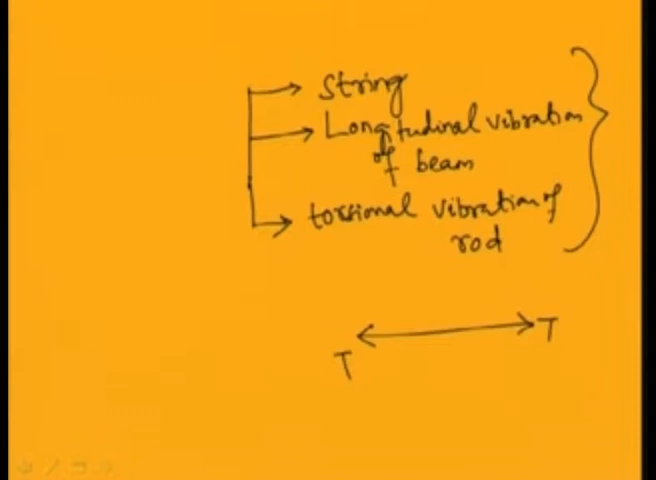 String
Longitudinal vibration
of beam
torsional vibration of
rod
T
T